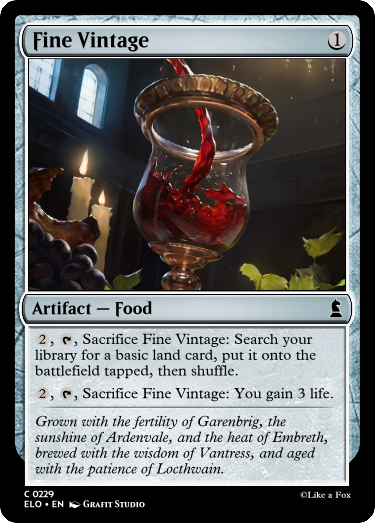 Fine Vintage 1
Artifact — Food
2, , Sacrifice Fine Vintage: Search your
library for a basic land card, put it onto the
battlefield tapped, then shuffle.
2, , Sacrifice Fine Vintage: You gain 3 life.
Grown with the fertility of Garenbrig, the
sunshine of Ardenvale, and the heat of Embreth,
brewed with the wisdom of Vantress, and aged
with the patience of Locthwain.
C 0229
ELO • EN Grafit Studio
©Like a Fox